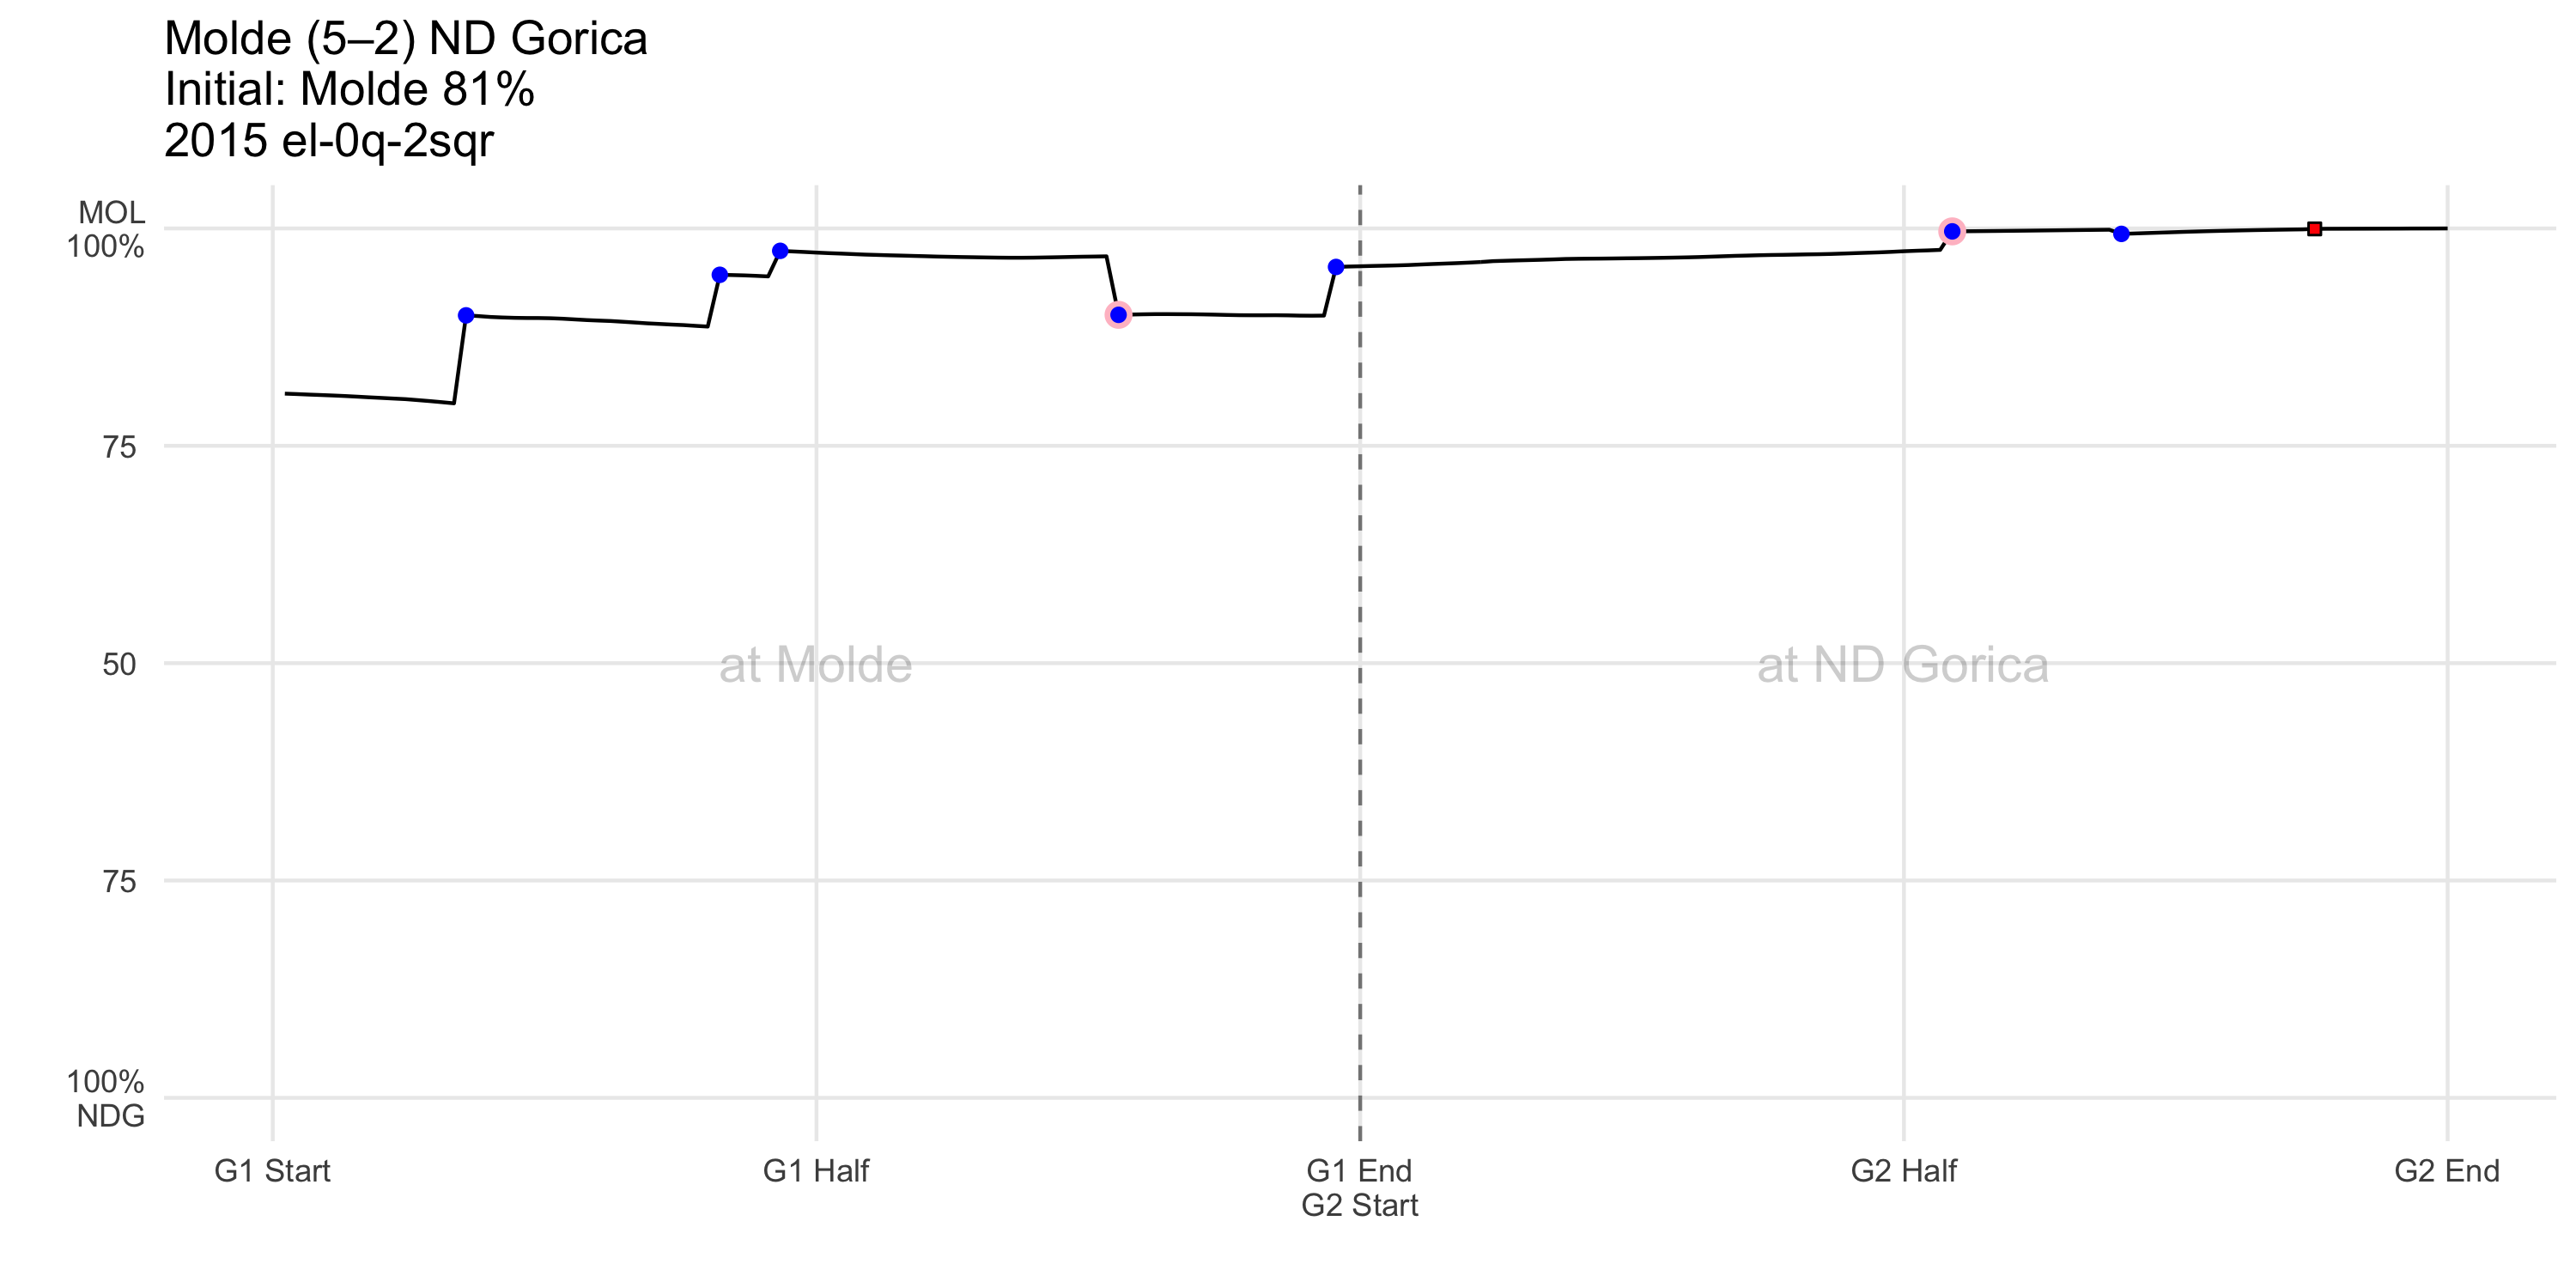 Molde (5–2) ND Gorica
Initial: Molde 81%
2015 el-0q-2sqr
MOL
100%
75
50
75
100%
NDG
at Molde
at ND Gorica
G1 Start
G1 Half
G1 End
G2 Start
G2 Half
G2 End